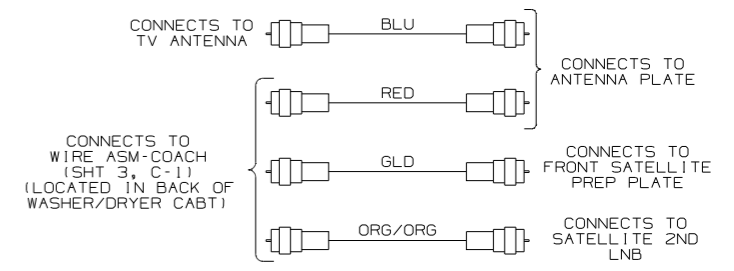 CONNECTS TO
TV ANTENNA
BLU
CONNECTS TO
ANTENNA PLATE
RED
CONNECTS TO
WIRE ASM-COACH
(SHT 3, C-1)
(LOCATED IN BACK OF
WASHER/DRYER CABT)
GLD
CONNECTS TO
FRONT SATELLITE
PREP PLATE
ORG/ORG
CONNECTS TO
SATELLITE 2ND
LNB